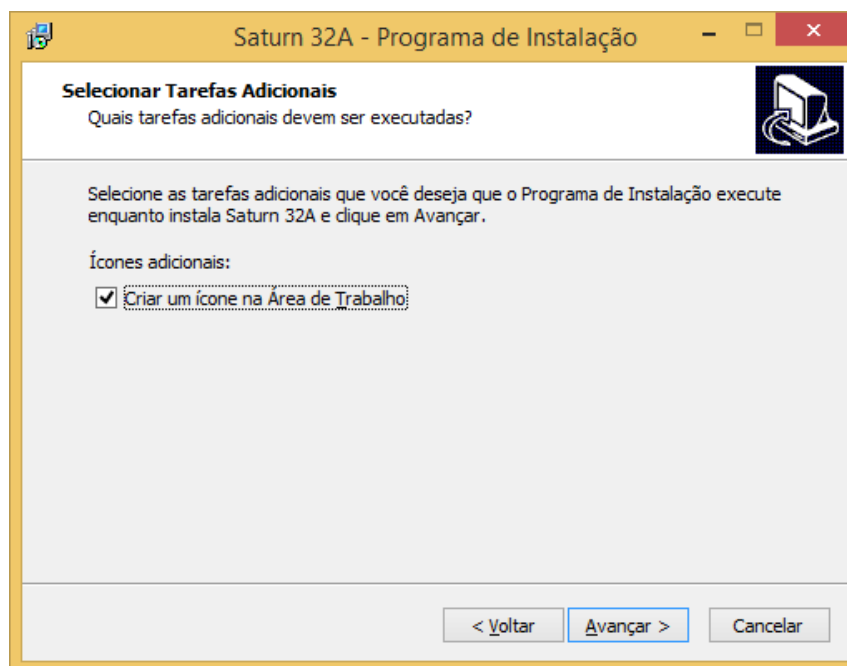 Saturn 32A - Programa de Instalação
Selecionar Tarefas Adicionais
Quais tarefas adicionais devem ser executadas?
Selecione as tarefas adicionais que você deseja que o Programa de Instalação execute
enquanto instala Saturn 32A e clique em Avançar.
Ícones adicionais:
Criar um ícone na Área de Trabalho
< Voltar Avançar > Cancelar